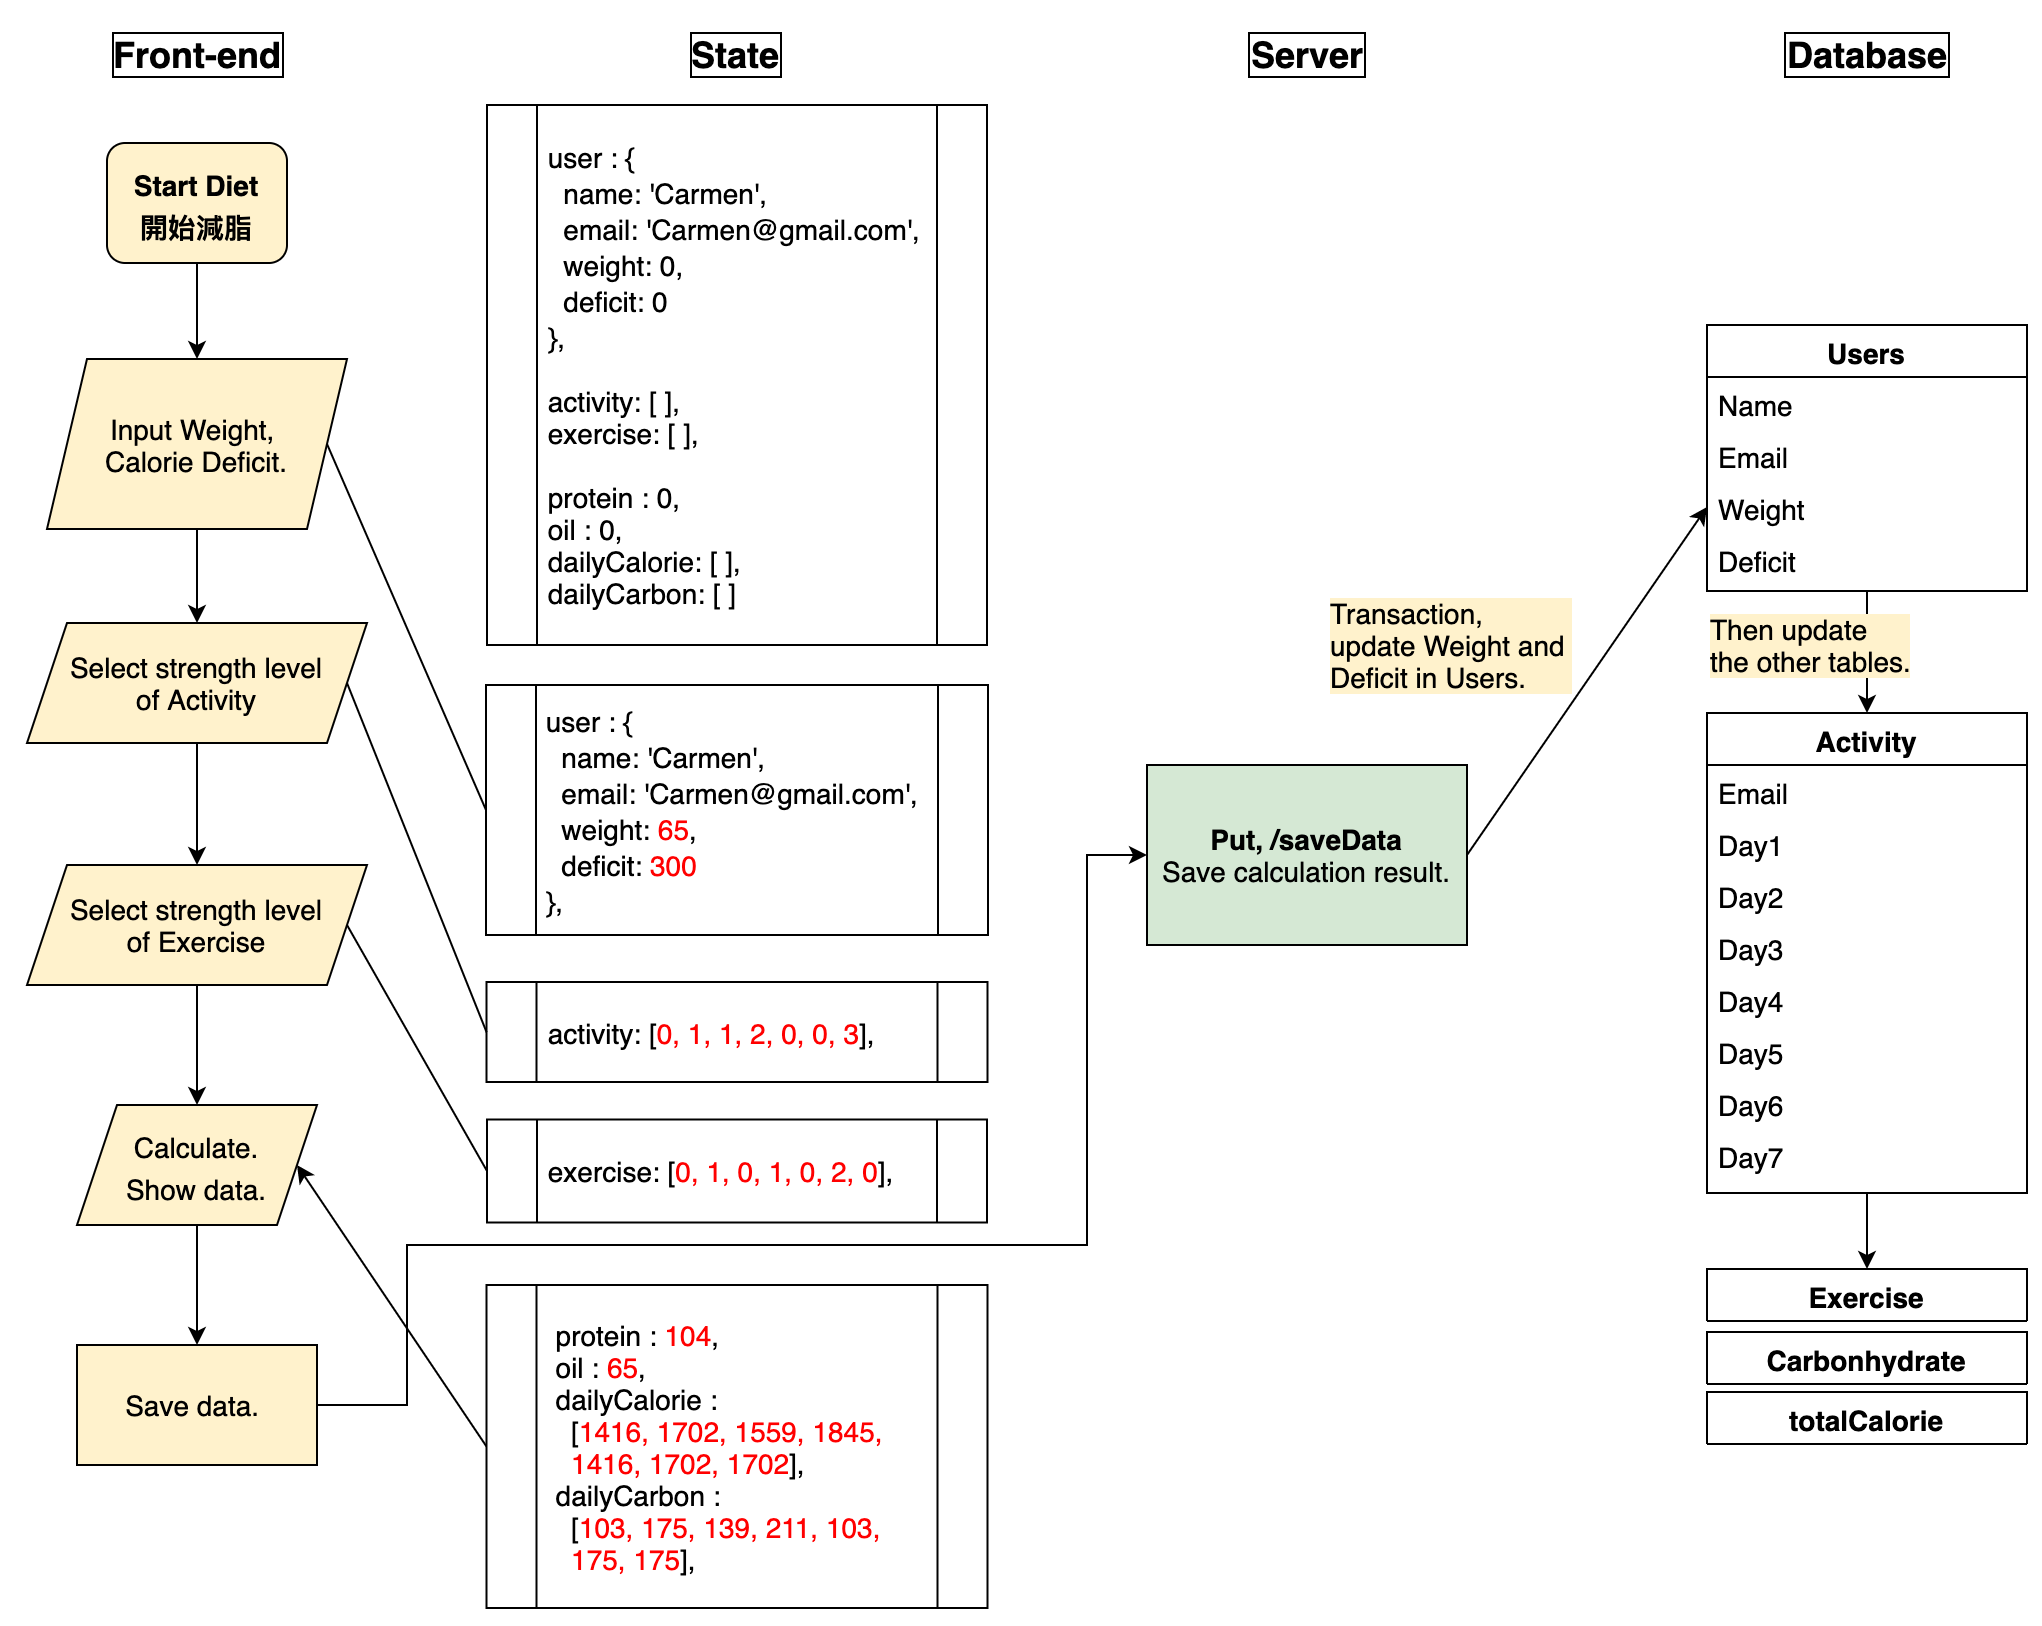 Front-end
State
Server
Database
Start Diet
開始減脂
Input Weight,
Calorie Deficit.
Select strength level
of Activity
Select strength level
of Exercise
Calculate.
Show data.
Save data.
user : {
name: 'Carmen',
email: 'Carmen@gmail.com',
weight: 0,
deficit: 0
},
activity: [ ],
exercise: [ ],
protein : 0,
oil : 0,
dailyCalorie: [ ],
dailyCarbon: [ ]
user : {
name: 'Carmen',
email: 'Carmen@gmail.com',
weight: 65,
deficit: 300
},
activity: [0, 1, 1, 2, 0, 0, 3],
exercise: [0, 1, 0, 1, 0, 2, 0],
protein : 104,
oil : 65,
dailyCalorie :
[1416, 1702, 1559, 1845,
1416, 1702, 1702],
dailyCarbon :
[103, 175, 139, 211, 103,
175, 175],
Put, /saveData
Save calculation result.
Transaction,
update Weight and
Deficit in Users.
Users
Name
Email
Weight
Deficit
Then update
the other tables.
Activity
Email
Day1
Day2
Day3
Day4
Day5
Day6
Day7
Exercise
Carbonhydrate
totalCalorie